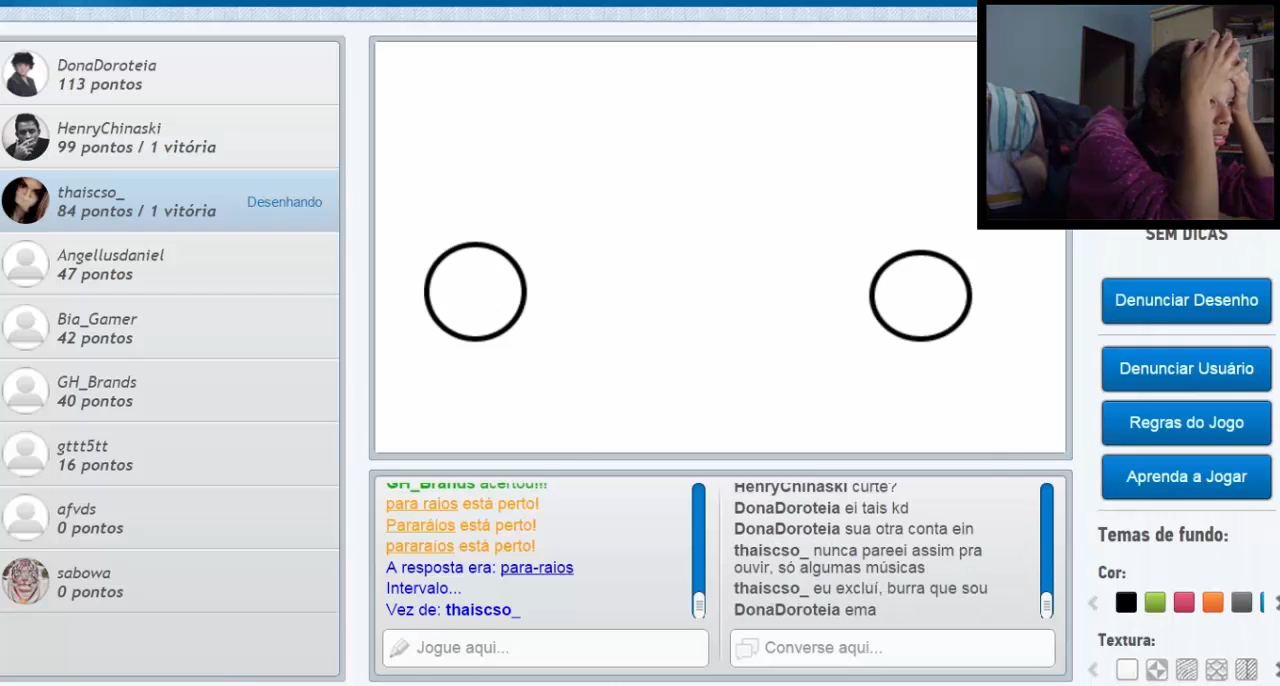 DonaDoroteia
113 pontos
HenryChinaski
99 pontos / 1 vitória
thaiscso_
84 pontos / 1 vitória
Desenhando
Angellusdaniel
47 pontos
Bia_Gamer
42 pontos
GH_Brands
40 pontos
gttt5tt
16 pontos
afvds
0 pontos
sabowa
0 pontos
GH_Brands acertou!!!
para raios está perto!
Pararáios está perto!
pararaíos está perto!
A resposta era: para-raios
Intervalo...
Vez de: thaiscso_
Jogue aqui...
HenryChinaski curte?
DonaDoroteia ei tais kd
DonaDoroteia sua otra conta ein
thaiscso_ nunca pareei assim pra
ouvir, só algumas músicas
thaiscso_ eu excluí, burra que sou
DonaDoroteia ema
Converse aqui...
SEM DICAS
Denunciar Desenho
Denunciar Usuário
Regras do Jogo
Aprenda a Jogar
Temas de fundo:
Cor:
Textura: